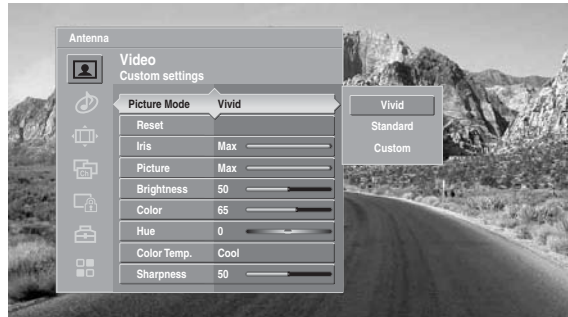 Antenna
Video
Custom settings
Picture Mode Vivid
Reset
Iris Max
Picture Max
Brightness 50
Color 65
Hue 0
Color Temp. Cool
Sharpness 50
Vivid
Standard
Custom
Ch